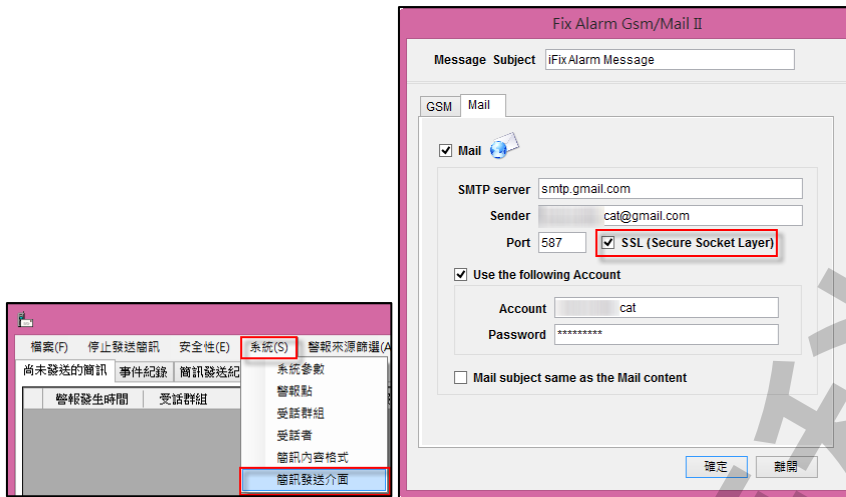 檔案(F) 停止發送簡訊 安全性(E) 系統(S) 警報來源篩選(A
尚未發送的簡訊 事件紀錄 簡訊發送紀
警報發生時間 受話群組
系統參數
警報點
受話群組
受話者
簡訊內容格式
簡訊發送介面
Fix Alarm Gsm/Mail II
Message Subject iFixAlarm Message
GSM Mail
Mail
SMTP server smtp.gmail.com
Sender cat@gmail.com
Port 587 SSL (Secure Socket Layer)
Use the following Account
Account cat
Password *********
Mail subject same as the Mail content
確定 離開